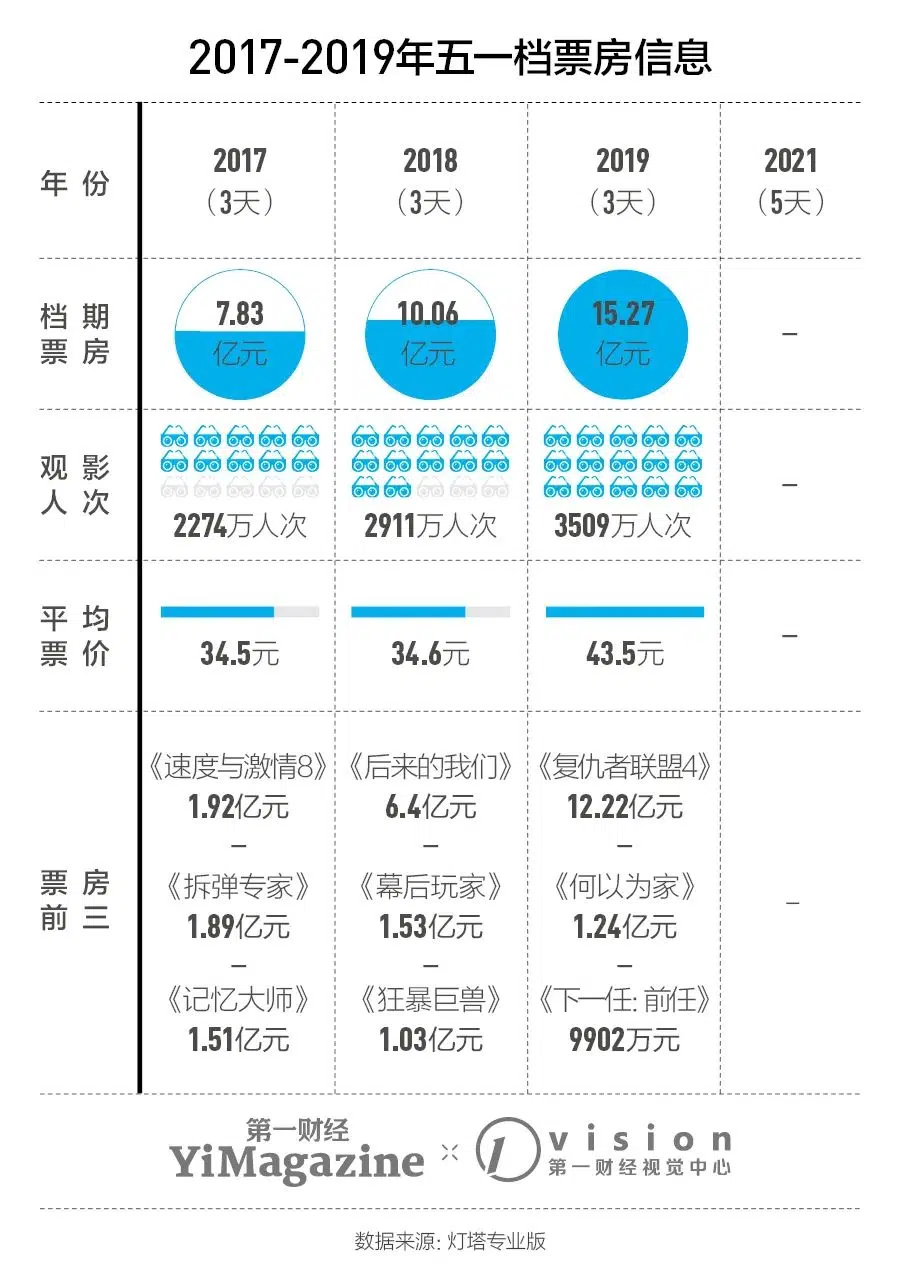 2017-2019年五一档票房信息
年份 2017 2018 2019 2021
（3天） （3天） （3天） （5天）
档期 7.83 10.06 15.27
票房 亿元 亿元 亿元 –
观影
人次 2274万人次 2911万人次 3509万人次 –
平均
票价 34.5元 34.6元 43.5元 –
《速度与激情8》 《后来的我们》 《复仇者联盟4》
1.92亿元 6.4亿元 12.22亿元
– – –
票房 《拆弹专家》 《幕后玩家》 《何以为家》
前三 1.89亿元 1.53亿元 1.24亿元 –
– – –
《记忆大师》 《狂暴巨兽》 《下一任: 前任》
1.51亿元 1.03亿元 9902万元
第一财经
YiMagazine × vision
第一财经视觉中心
数据来源: 灯塔专业版